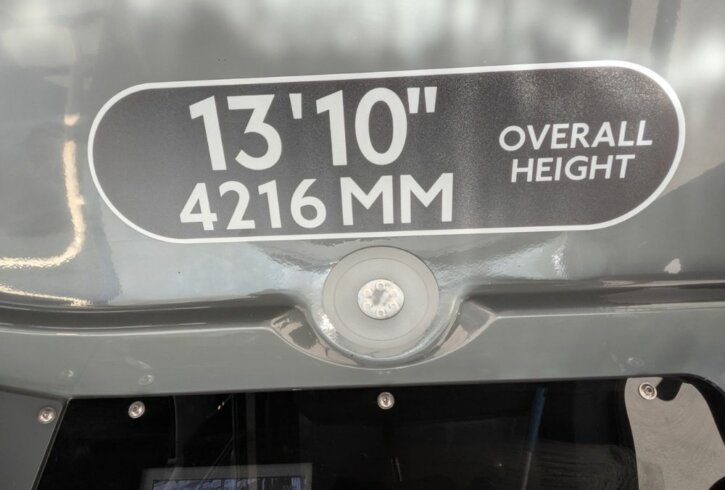 13'10"
4216 MM
OVERALL
HEIGHT